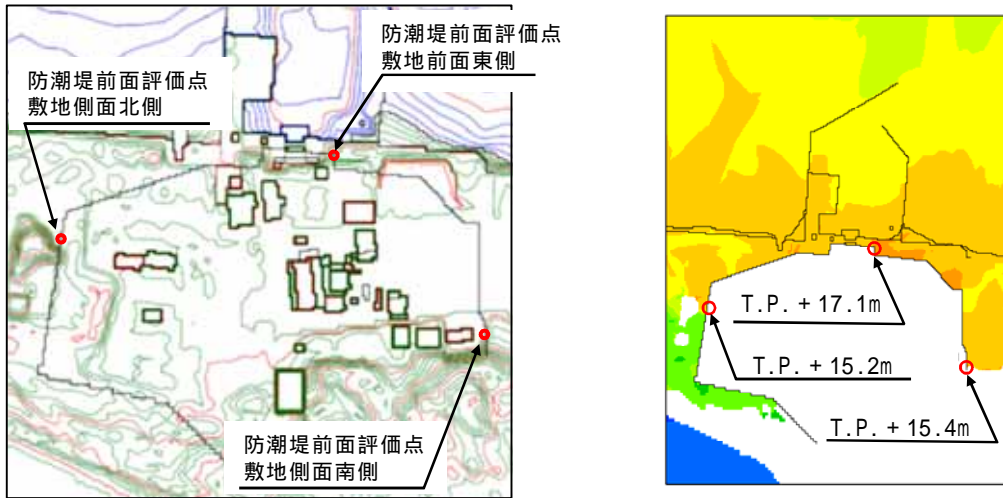 防潮堤前面評価点
敷地前面東側
防潮堤前面評価点
敷地側面北側
防潮堤前面評価点
敷地側面南側
T.P.+17.1m
T.P.+15.2m
T.P.+15.4m